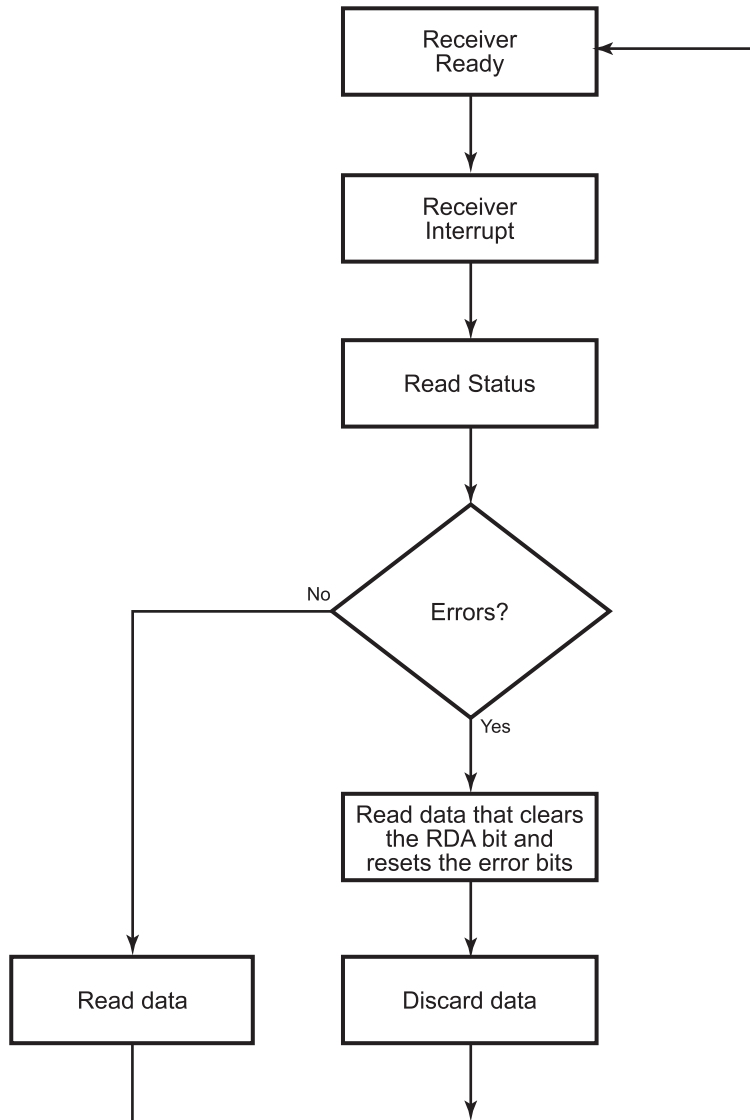 Receiver
Ready
Receiver
Interrupt
Read Status
No
Errors?
Yes
Read data that clears
the RDA bit and
resets the error bits
Read data
Discard data